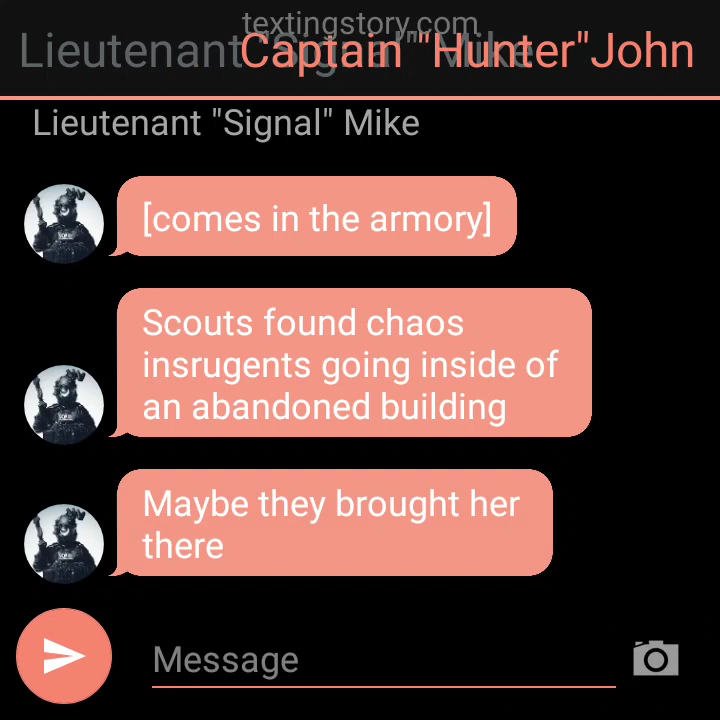 textingstory.com
Lieutenant "Signal" Mike
Captain "Hunter"John
Lieutenant "Signal" Mike
[comes in the armory]
Scouts found chaos
insrugents going inside of
an abandoned building
Maybe they brought her
there
Message